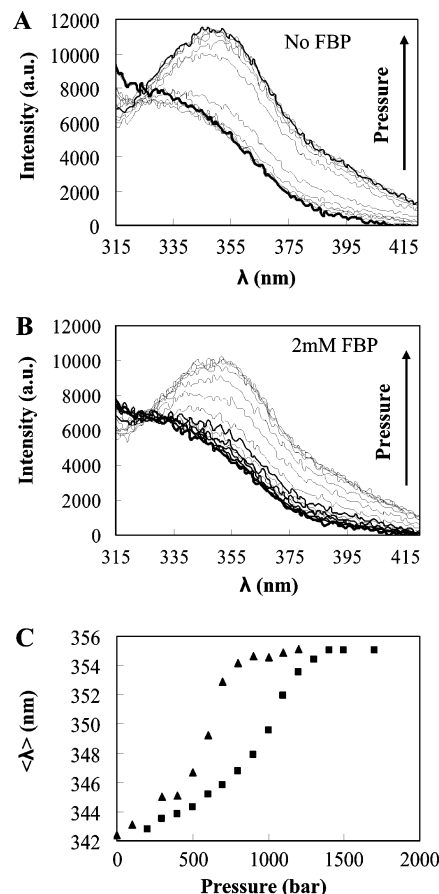 A
No FBP
Pressure
Intensity (a.u.)
12000
10000
8000
6000
4000
2000
0
315 335 355 375 395 415
λ (nm)
B
2mM FBP
Pressure
Intensity (a.u.)
12000
10000
8000
6000
4000
2000
0
315 335 355 375 395 415
λ (nm)
C
<λ> (nm)
356
354
352
350
348
346
344
342
0 500 1000 1500 2000
Pressure (bar)